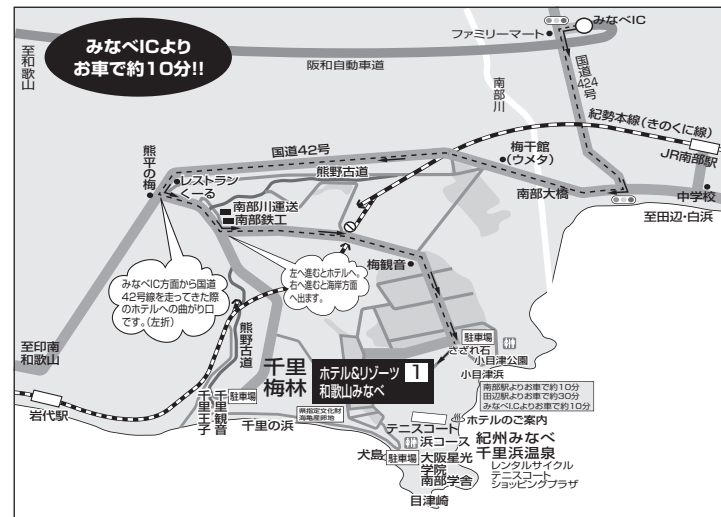 みなべICより
お車で約10分!!
至和歌山
阪和自動車道
ファミリーマート
みなべIC
国道424号
南部川
紀勢本線(きのくに線)
JR南部駅
梅干館
(ウメタ)
国道42号
熊野古道
熊平の梅
レストラン
くーる
南部川運送
南部鉄工
南部大橋
中学校
至田辺・白浜
みなべIC方面から国道
42号線を走ってきた際
のホテルへの曲がり口
です。(左折)
左へ進むとホテルへ。
右へ進むと海岸方面
へ出ます。
梅観音
至印南
和歌山
熊野古道
駐車場
さざれ石
小目津公園
小目津浜
千里
梅林
ホテル&リゾーツ 1
和歌山みなべ
南部駅よりお車で約10分
田辺駅よりお車で約30分
みなべI.Cよりお車で約10分
岩代駅
千里王子
千里観音
駐車場
千里の浜
県指定文化財
海亀産卵地
テニスコート
ホテルのご案内
浜コース
紀州みなべ
千里浜温泉
犬島
駐車場
大阪星光
学院
南部学舎
レンタルサイクル
テニスコート
ショッピングプラザ
目津崎